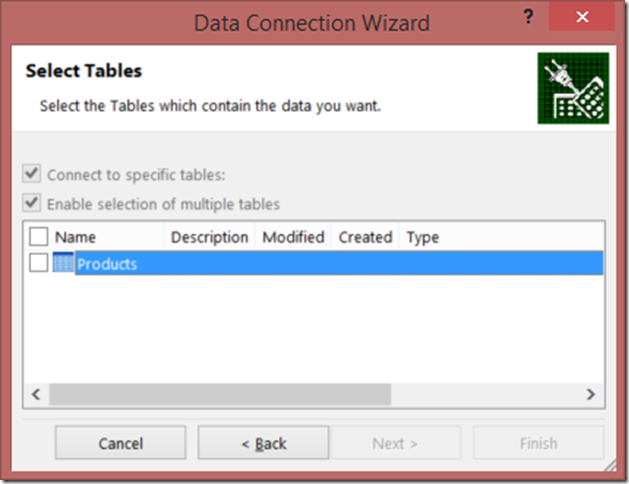 Data Connection Wizard ?
Select Tables
Select the Tables which contain the data you want.
Connect to specific tables:
Enable selection of multiple tables
Name Description Modified Created Type
Products
Cancel < Back Next > Finish